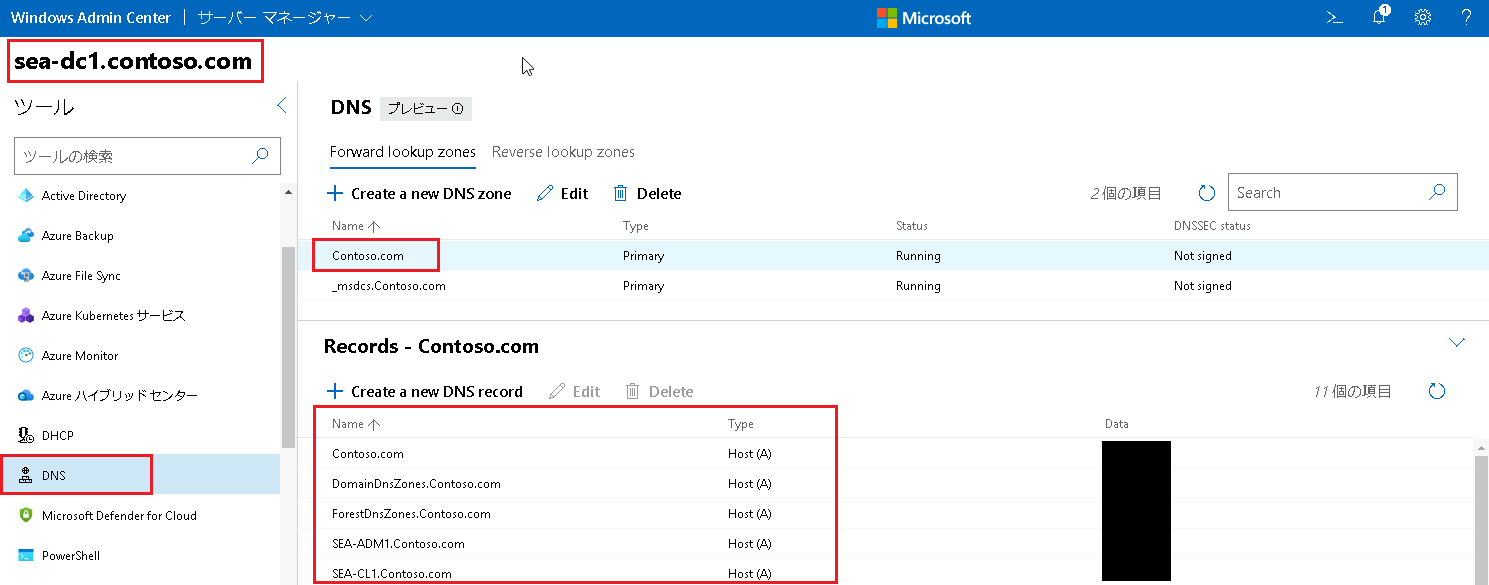 Windows Admin Center | サーバー マネージャー
Microsoft
1
sea-dc1.contoso.com
ツール
ツールの検索
Active Directory
Azure Backup
Azure File Sync
Azure Kubernetes サービス
Azure Monitor
Azure ハイブリッド センター
DHCP
DNS
Microsoft Defender for Cloud
PowerShell
DNS プレビュー
Forward lookup zones Reverse lookup zones
Create a new DNS zone Edit Delete 2 個の項目 Search
Name Type Status DNSSEC status
Contoso.com Primary Running Not signed
_msdcs.Contoso.com Primary Running Not signed
Records - Contoso.com
Create a new DNS record Edit Delete 11 個の項目
Name Type Data
Contoso.com Host (A)
DomainDnsZones.Contoso.com Host (A)
ForestDnsZones.Contoso.com Host (A)
SEA-ADM1.Contoso.com Host (A)
SEA-CL1.Contoso.com Host (A)